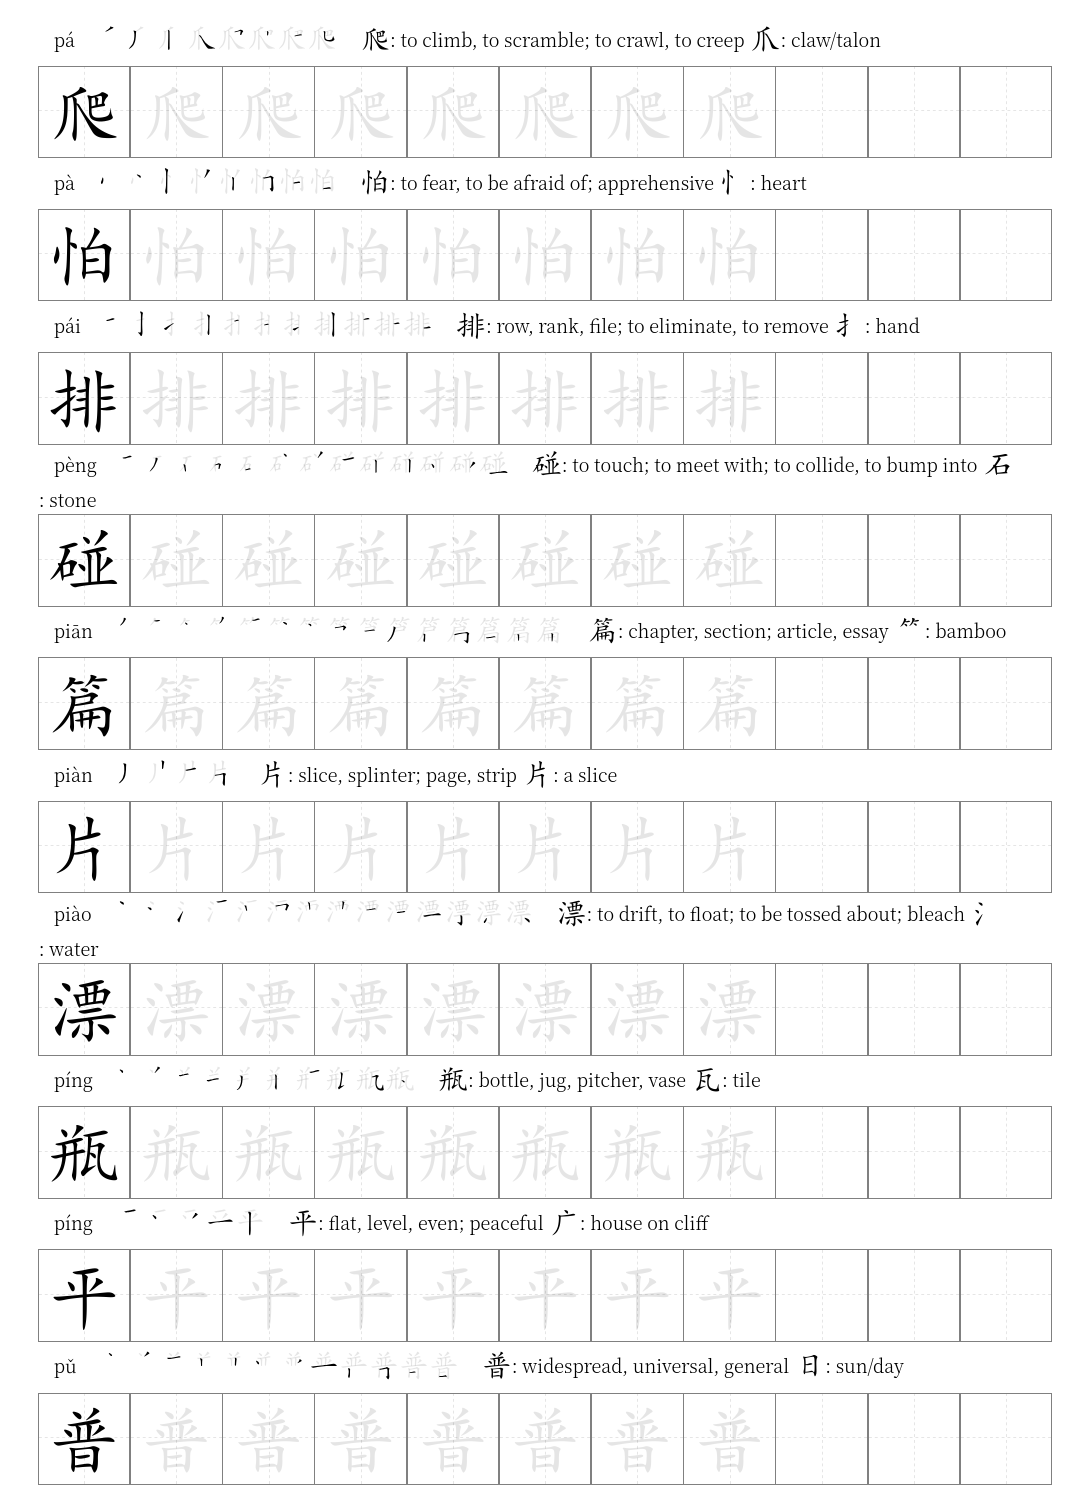 pá 爬: to climb, to scramble; to crawl, to creep 爪: claw/talon
爬 爬 爬 爬 爬 爬 爬 爬
pà 怕: to fear, to be afraid of; apprehensive 忄: heart
怕 怕 怕 怕 怕 怕 怕 怕
pái 排: row, rank, file; to eliminate, to remove 扌: hand
排 排 排 排 排 排 排 排
pèng 碰: to touch; to meet with; to collide, to bump into 石
: stone
碰 碰 碰 碰 碰 碰 碰 碰
piān 篇: chapter, section; article, essay ⺮: bamboo
篇 篇 篇 篇 篇 篇 篇 篇
piàn 片: slice, splinter; page, strip 片: a slice
片 片 片 片 片 片 片 片
piào 漂: to drift, to float; to be tossed about; bleach 氵
: water
漂 漂 漂 漂 漂 漂 漂 漂
píng 瓶: bottle, jug, pitcher, vase 瓦: tile
瓶 瓶 瓶 瓶 瓶 瓶 瓶 瓶
píng 平: flat, level, even; peaceful 广: house on cliff
平 平 平 平 平 平 平 平
pǔ 普: widespread, universal, general 日: sun/day
普 普 普 普 普 普 普 普